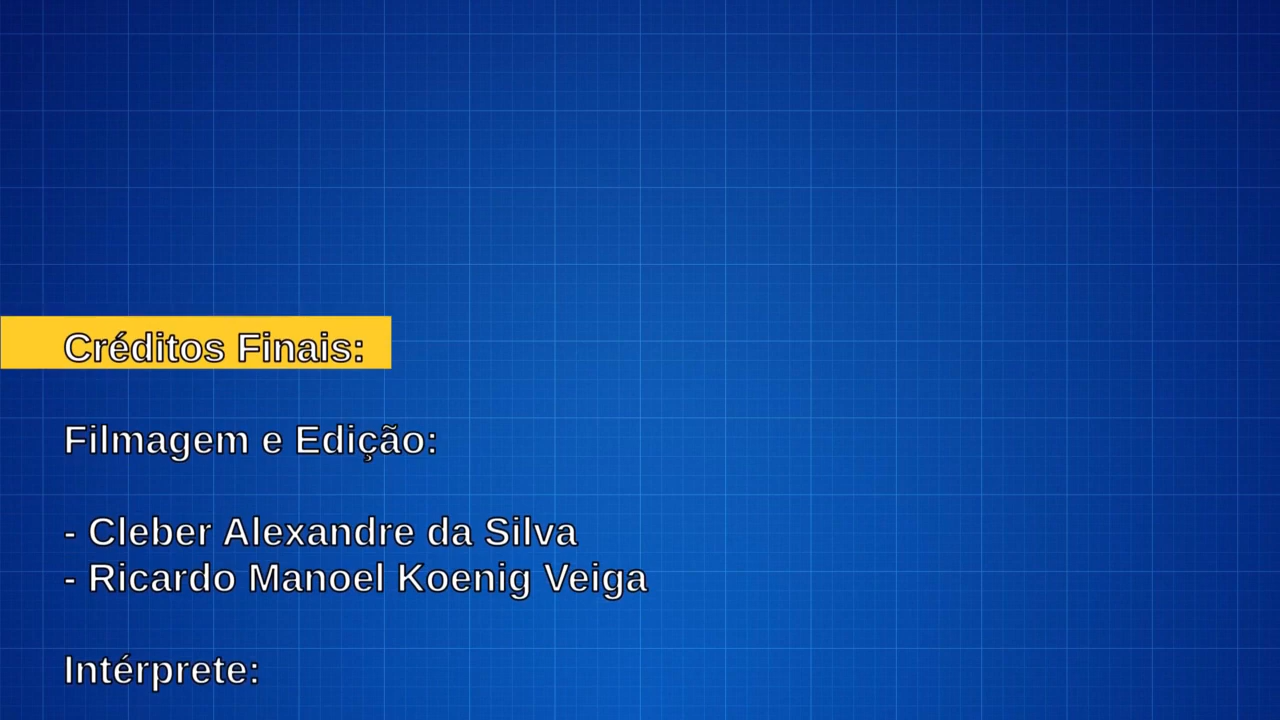 Créditos Finais:
Filmagem e Edição:
- Cleber Alexandre da Silva
- Ricardo Manoel Koenig Veiga
Intérprete: